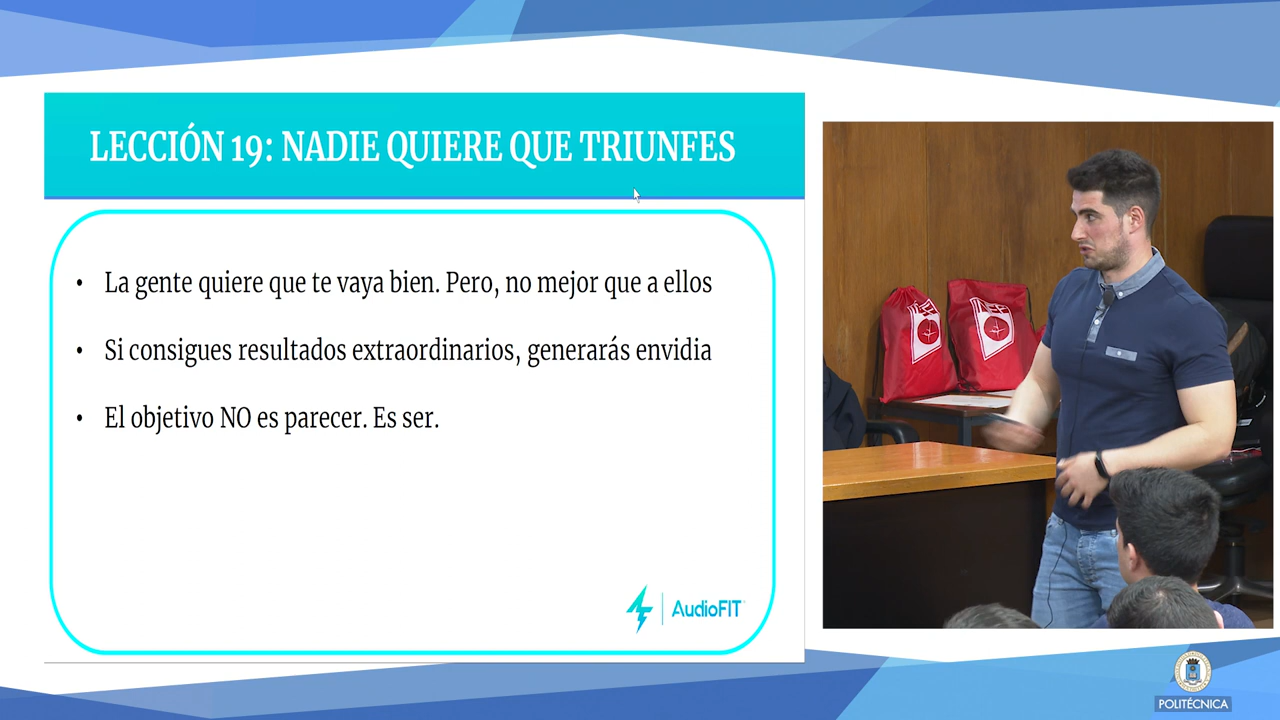 LECCIÓN 19: NADIE QUIERE QUE TRIUNFES
• La gente quiere que te vaya bien. Pero, no mejor que a ellos
• Si consigues resultados extraordinarios, generarás envidia
• El objetivo NO es parecer. Es ser.
AudioFIT
INEF
POLITÉCNICA